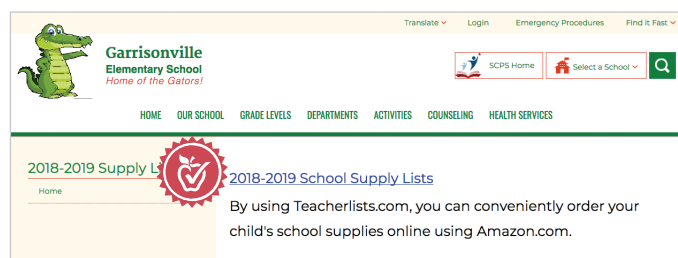 Translate Login Emergency Procedures Find it Fast
Garrisonville
Elementary School
Home of the Gators!
SCPS Home
Select a School
HOME OUR SCHOOL GRADE LEVELS DEPARTMENTS ACTIVITIES COUNSELING HEALTH SERVICES
2018-2019 Supply L
Home
2018-2019 School Supply Lists
By using Teacherlists.com, you can conveniently order your
child's school supplies online using Amazon.com.